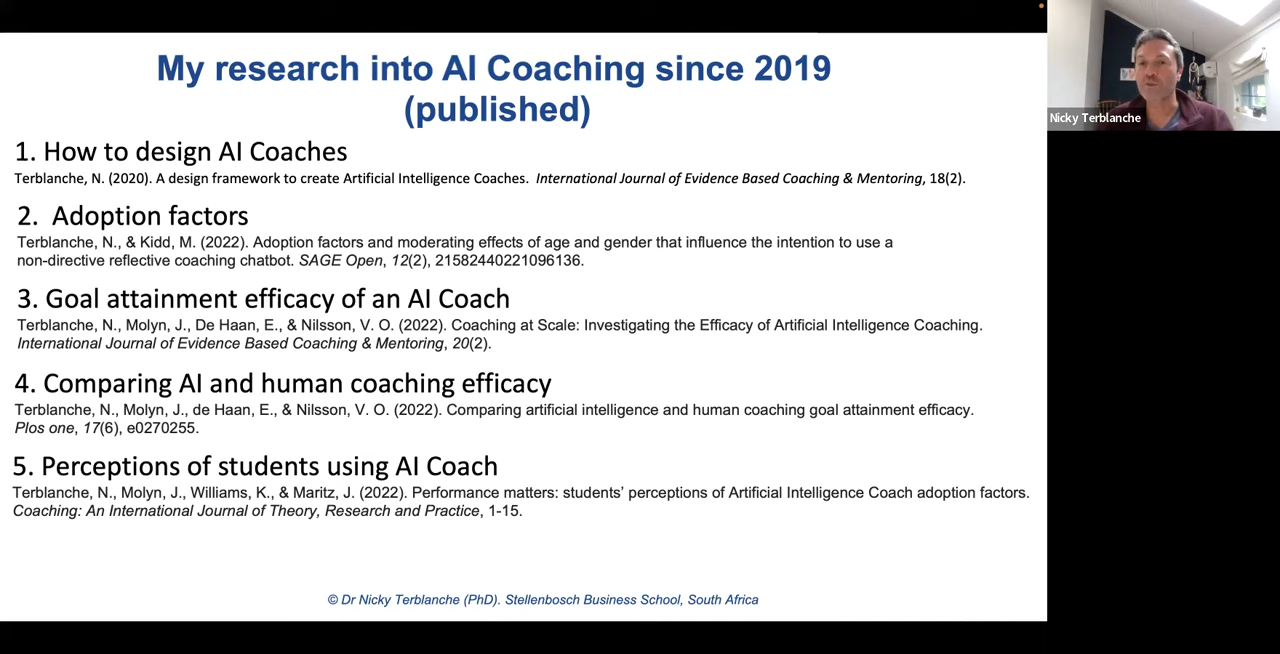 My research into AI Coaching since 2019
(published)
1. How to design AI Coaches
Terblanche, N. (2020). A design framework to create Artificial Intelligence Coaches. International Journal of Evidence Based Coaching & Mentoring, 18(2).
2. Adoption factors
Terblanche, N., & Kidd, M. (2022). Adoption factors and moderating effects of age and gender that influence the intention to use a
non-directive reflective coaching chatbot. SAGE Open, 12(2), 21582440221096136.
3. Goal attainment efficacy of an AI Coach
Terblanche, N., Molyn, J., De Haan, E., & Nilsson, V. O. (2022). Coaching at Scale: Investigating the Efficacy of Artificial Intelligence Coaching.
International Journal of Evidence Based Coaching & Mentoring, 20(2).
4. Comparing AI and human coaching efficacy
Terblanche, N., Molyn, J., de Haan, E., & Nilsson, V. O. (2022). Comparing artificial intelligence and human coaching goal attainment efficacy.
Plos one, 17(6), e0270255.
5. Perceptions of students using AI Coach
Terblanche, N., Molyn, J., Williams, K., & Maritz, J. (2022). Performance matters: students’ perceptions of Artificial Intelligence Coach adoption factors.
Coaching: An International Journal of Theory, Research and Practice, 1-15.
© Dr Nicky Terblanche (PhD). Stellenbosch Business School, South Africa
Nicky Terblanche